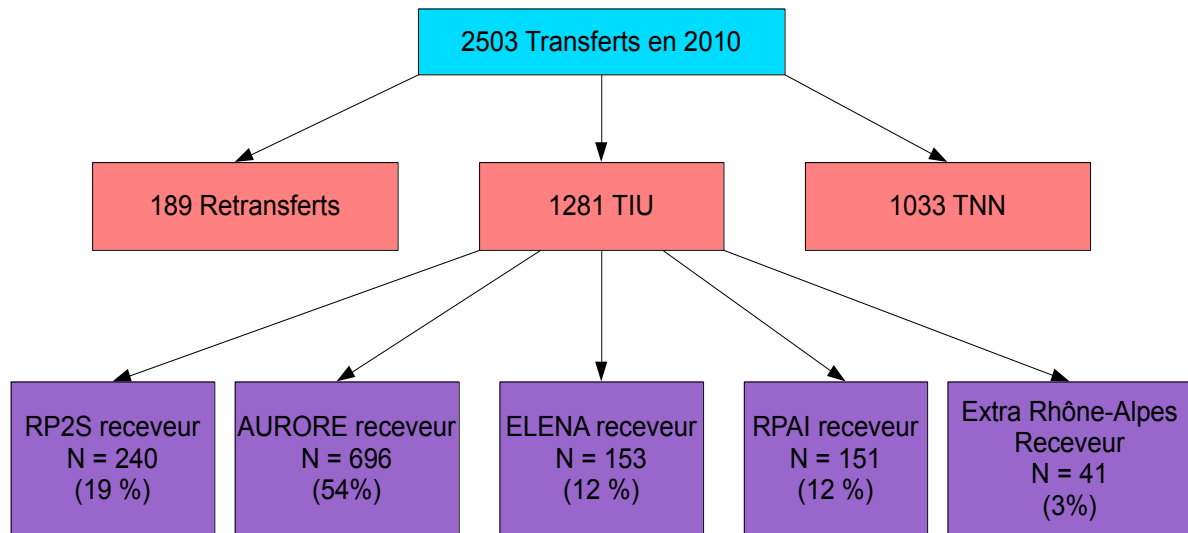 2503 Transferts en 2010
189 Retransferts
1281 TIU
1033 TNN
RP2S receveur
N = 240
(19 %)
AURORE receveur
N = 696
(54%)
ELENA receveur
N = 153
(12 %)
RPAI receveur
N = 151
(12 %)
Extra Rhône-Alpes
Receveur
N = 41
(3%)